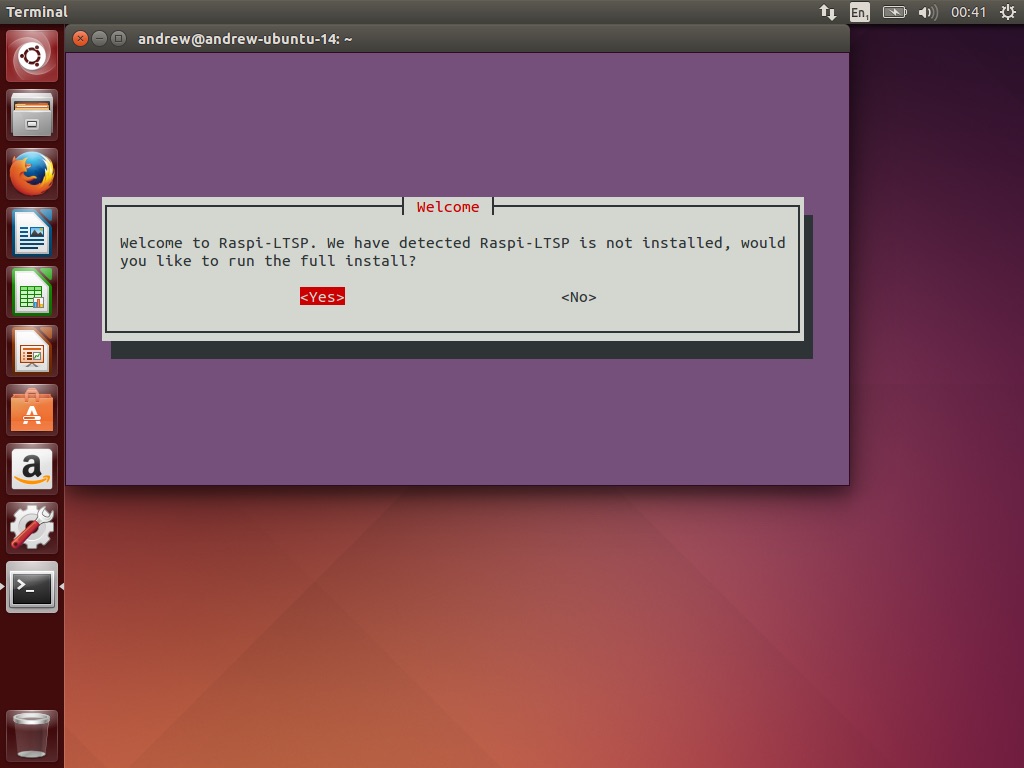 Terminal
En1
00:41
andrew@andrew-ubuntu-14: ~
Welcome
Welcome to Raspi-LTSP. We have detected Raspi-LTSP is not installed, would
you like to run the full install?
<Yes> <No>
A
a
>_